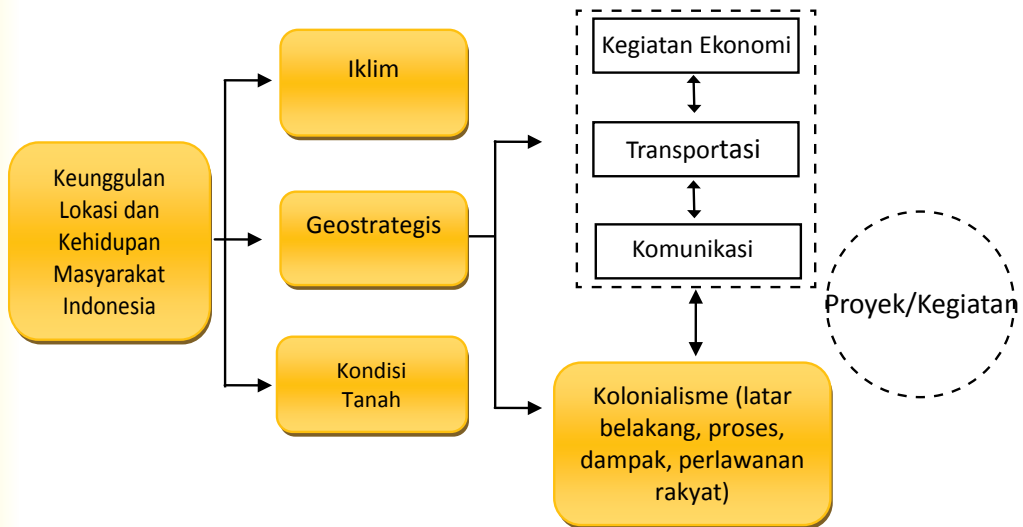 Keunggulan
Lokasi dan
Kehidupan
Masyarakat
Indonesia
Iklim
Geostrategis
Kondisi
Tanah
Kegiatan Ekonomi
Transportasi
Komunikasi
Kolonialisme (latar
belakang, proses,
dampak, perlawanan
rakyat)
Proyek/Kegiatan